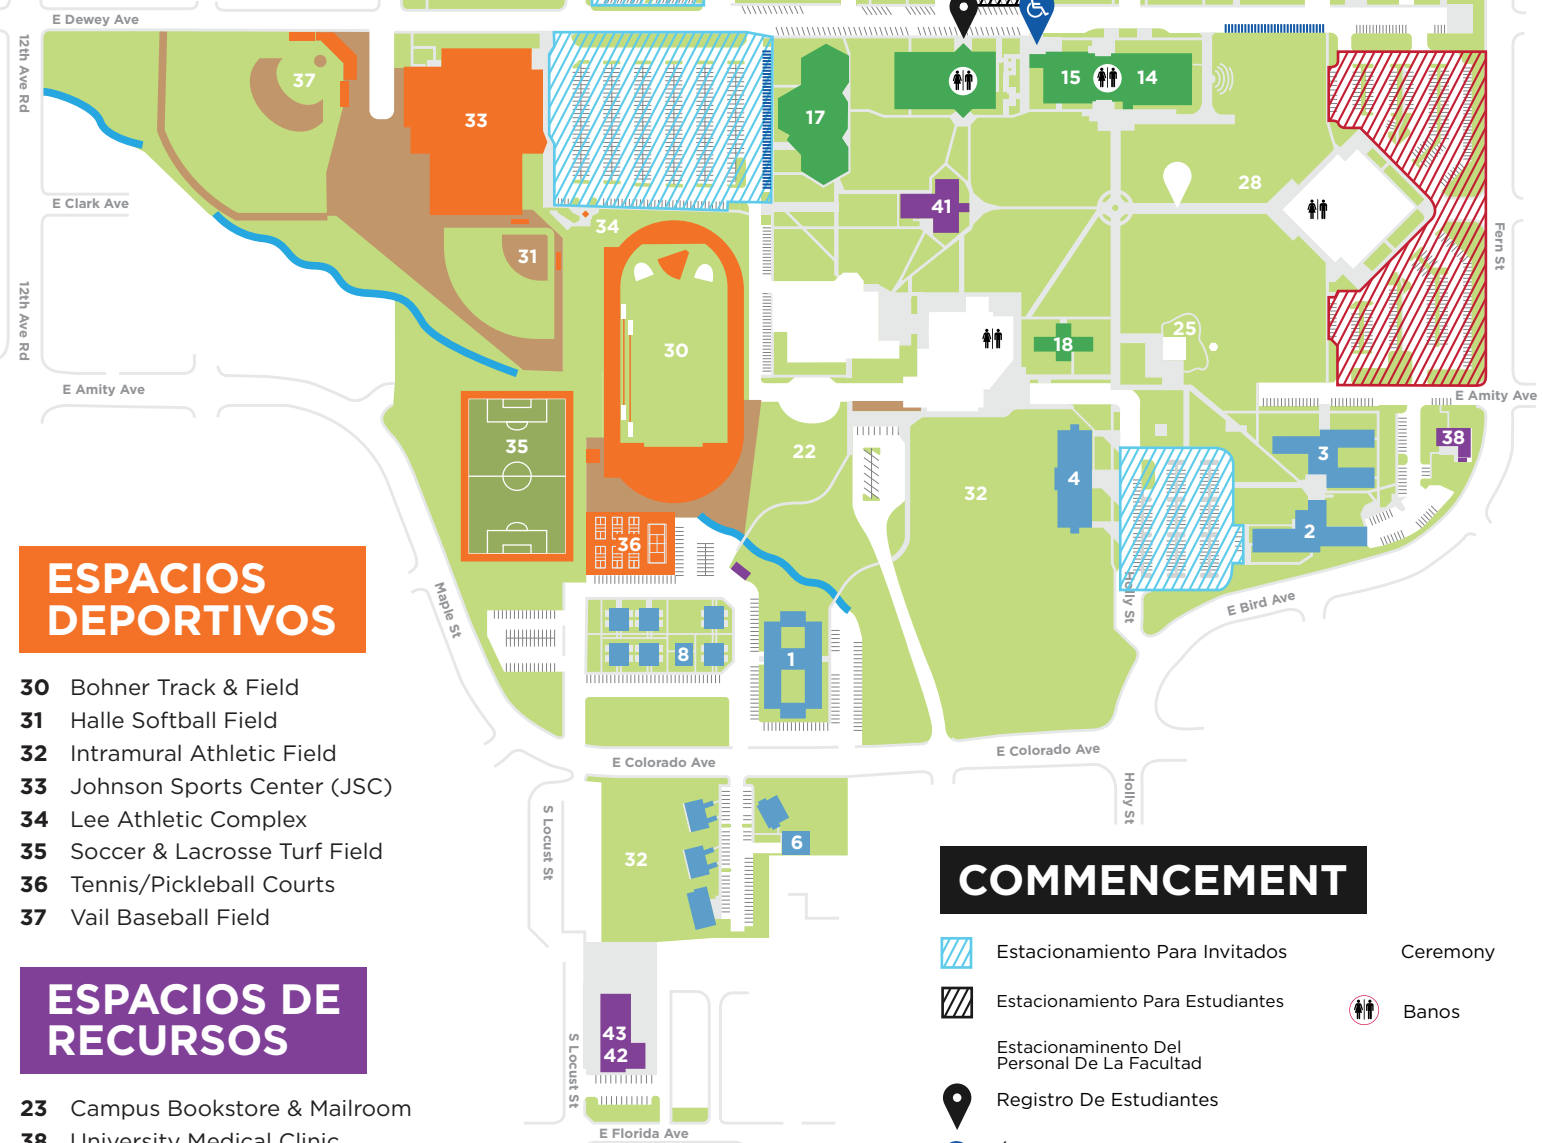 E Dewey Ave
12th Ave Rd
37
33
17
15
14
E Clark Ave
34
41
28
31
Fern St
12th Ave Rd
30
18
25
E Amity Ave
E Amity Ave
35
22
32
4
3
38
2
36
Holly St
E Bird Ave
Maple St
8
1
E Colorado Ave
E Colorado Ave
Holly St
S Locust St
32
6
43
42
S Locust St
E Florida Ave
ESPACIOS
DEPORTIVOS
30 Bohner Track & Field
31 Halle Softball Field
32 Intramural Athletic Field
33 Johnson Sports Center (JSC)
34 Lee Athletic Complex
35 Soccer & Lacrosse Turf Field
36 Tennis/Pickleball Courts
37 Vail Baseball Field
ESPACIOS DE
RECURSOS
23 Campus Bookstore & Mailroom
38 University Medical Clinic
COMMENCEMENT
Estacionamiento Para Invitados
Estacionamiento Para Estudiantes
Estacionaminento Del
Personal De La Facultad
Registro De Estudiantes
Ceremony
Banos